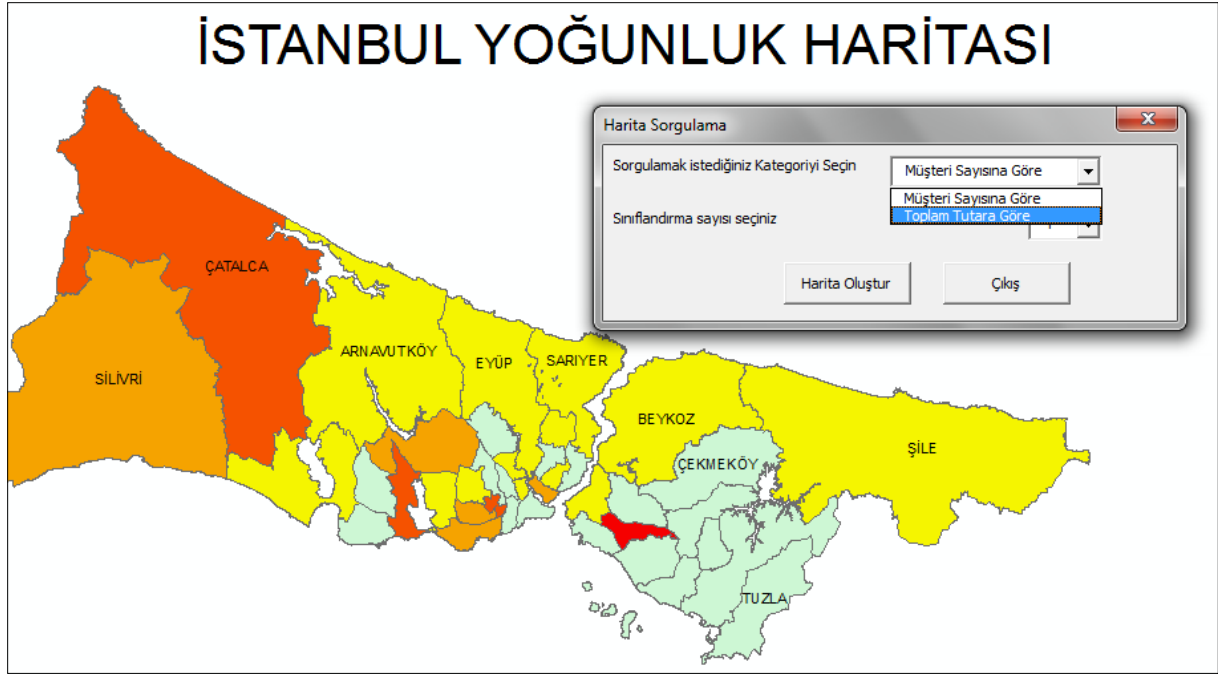 İSTANBUL YOĞUNLUK HARİTASI
Harita Sorgulama
Sorgulamak istediğiniz Kategoriyi Seçin
Müşteri Sayısına Göre
Müşteri Sayısına Göre
Toplam Tutara Göre
Sınıflandırma sayısı seçiniz
Harita Oluştur
Çıkış
ÇATALCA
SİLİVRİ
ARNAVUTKÖY
EYÜP
SARIYER
BEYKOZ
ÇEKMEKÖY
ŞİLE
TUZLA